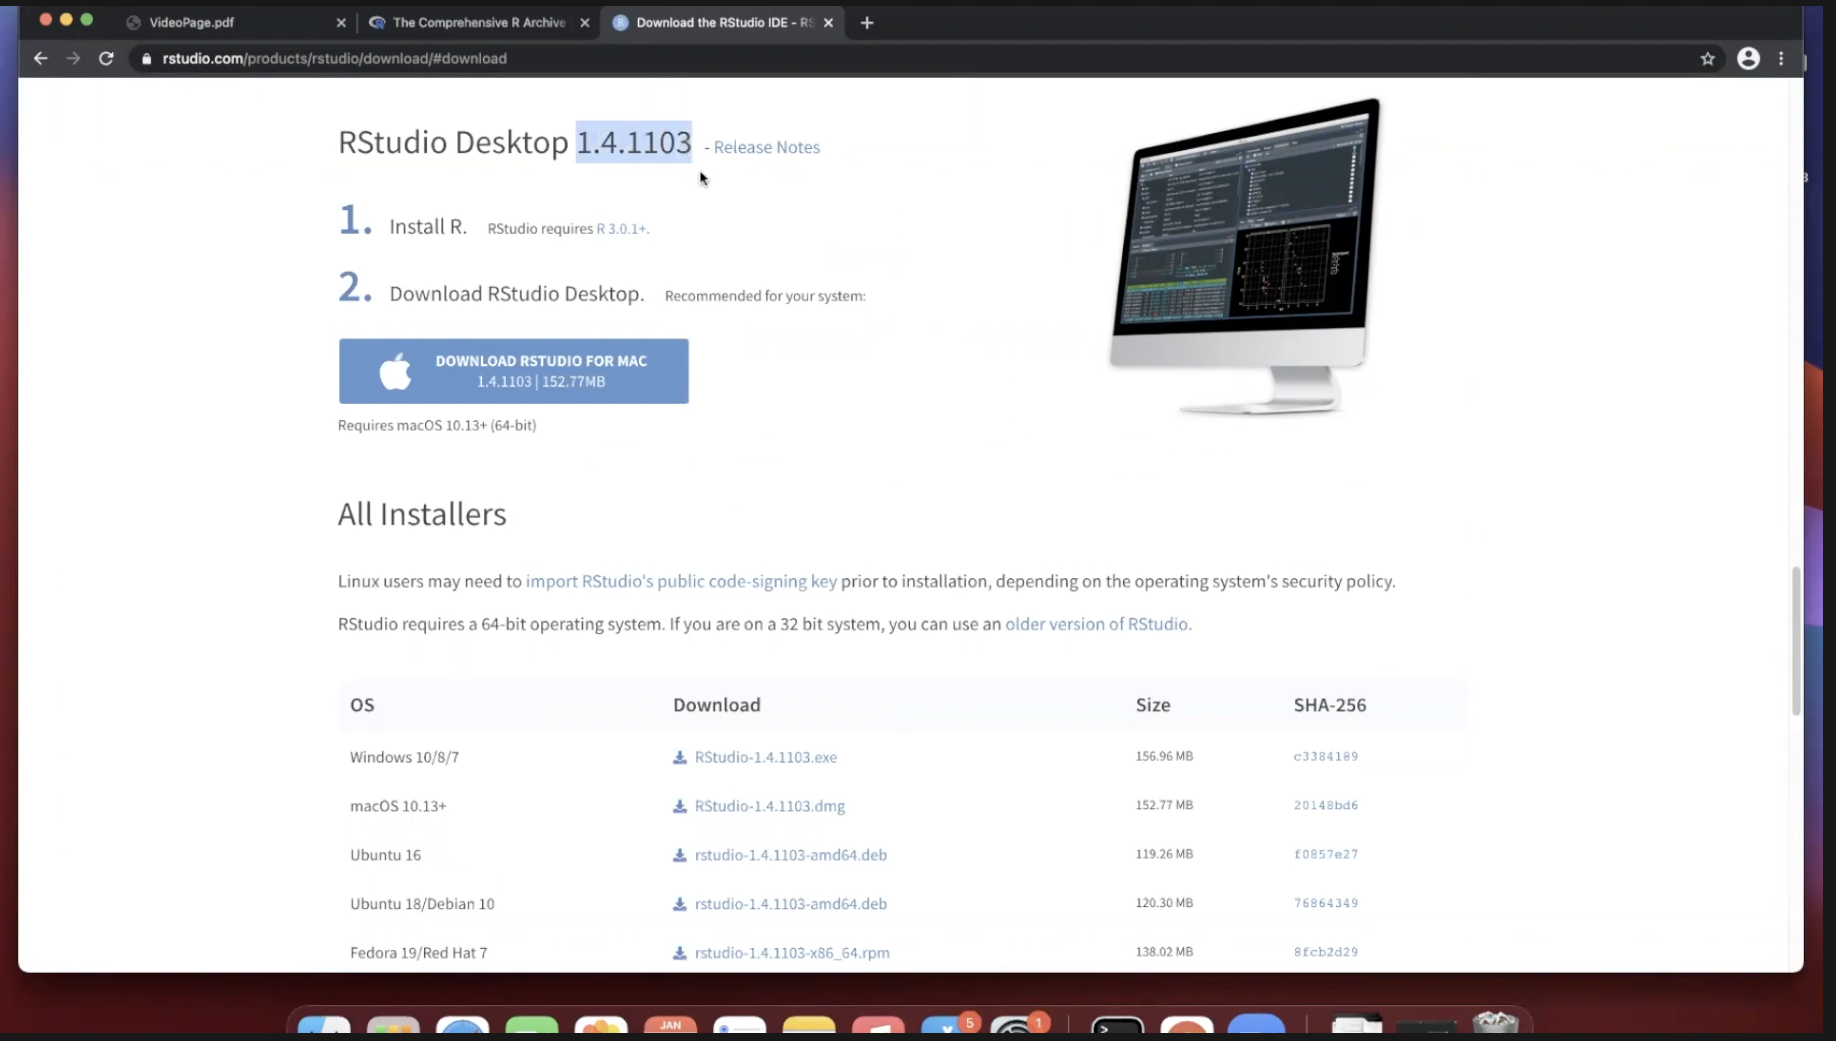 VideoPage.pdf
The Comprehensive R Archive
Download the RStudio IDE - RS
rstudio.com/products/rstudio/download/#download
RStudio Desktop 1.4.1103 - Release Notes
1. Install R. RStudio requires R 3.0.1+.
2. Download RStudio Desktop. Recommended for your system:
DOWNLOAD RSTUDIO FOR MAC
1.4.1103 | 152.77MB
Requires macOS 10.13+ (64-bit)
All Installers
Linux users may need to import RStudio's public code-signing key prior to installation, depending on the operating system's security policy.
RStudio requires a 64-bit operating system. If you are on a 32 bit system, you can use an older version of RStudio.
OS Download Size SHA-256
Windows 10/8/7 RStudio-1.4.1103.exe 156.96 MB c3384189
macOS 10.13+ RStudio-1.4.1103.dmg 152.77 MB 20148bd6
Ubuntu 16 rstudio-1.4.1103-amd64.deb 119.26 MB f0857e27
Ubuntu 18/Debian 10 rstudio-1.4.1103-amd64.deb 120.30 MB 76864349
Fedora 19/Red Hat 7 rstudio-1.4.1103-x86_64.rpm 138.02 MB 8fcb2d29
JAN 5 1